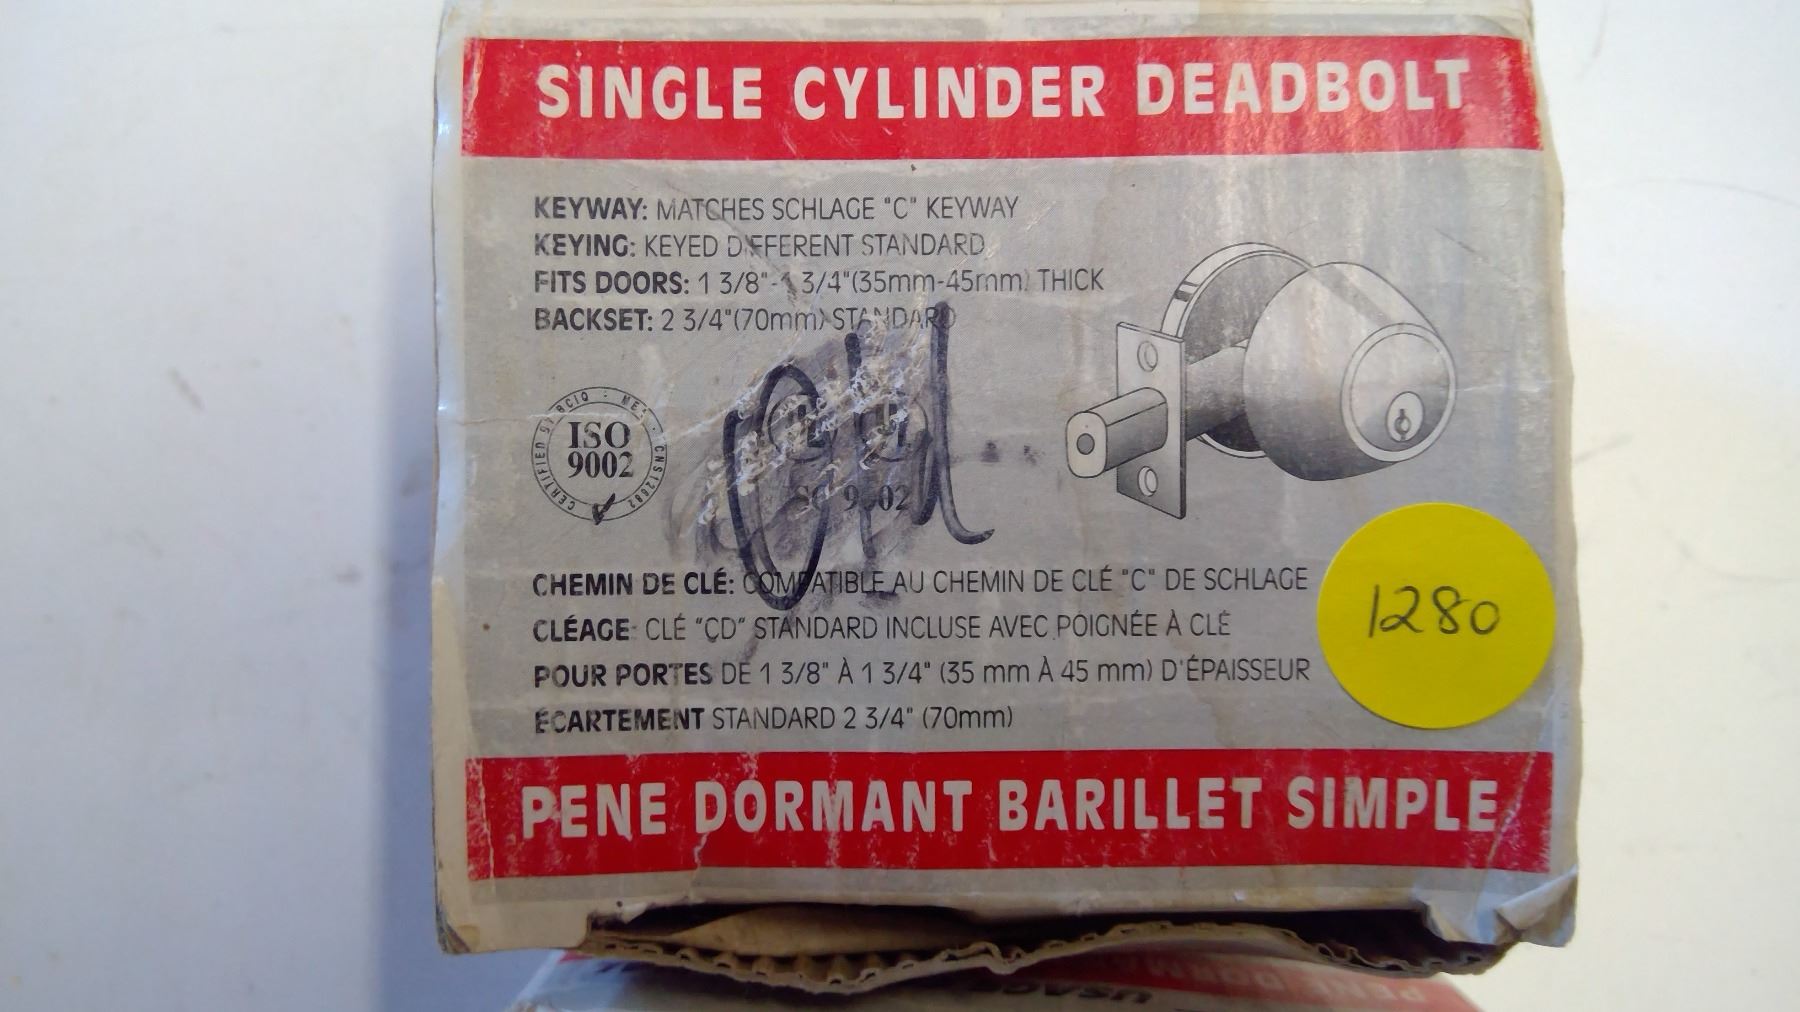 SINGLE CYLINDER DEADBOLT
KEYWAY: MATCHES SCHLAGE "C" KEYWAY
KEYING: KEYED DIFFERENT STANDARD
FITS DOORS: 1 3/8"-1 3/4"(35mm-45mm) THICK
BACKSET: 2 3/4"(70mm) STANDARD
ISO
9002
CERTIFIED
CNS12682
9002
CHEMIN DE CLÉ: COMPATIBLE AU CHEMIN DE CLÉ "C" DE SCHLAGE
CLÉAGE: CLÉ "CD" STANDARD INCLUSE AVEC POIGNÉE À CLÉ
POUR PORTES DE 1 3/8" À 1 3/4" (35 mm À 45 mm) D'ÉPAISSEUR
ÉCARTEMENT STANDARD 2 3/4" (70mm)
1280
PENE DORMANT BARILLET SIMPLE